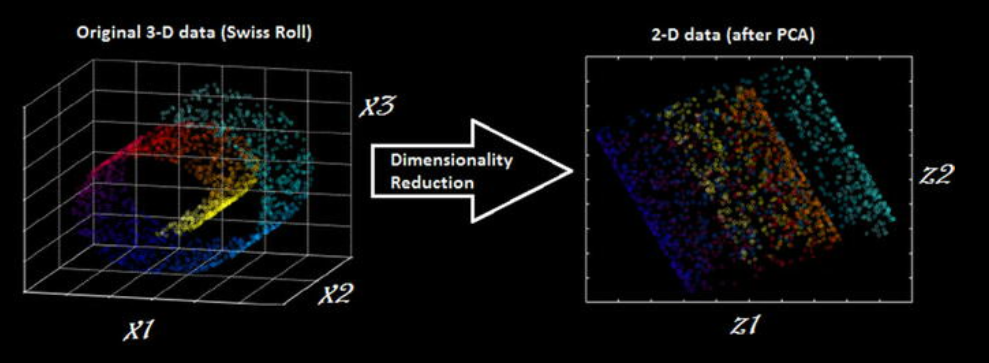 Original 3-D data (Swiss Roll)
2-D data (after PCA)
x3
Dimensionality
Reduction
z2
x2
x1
z1